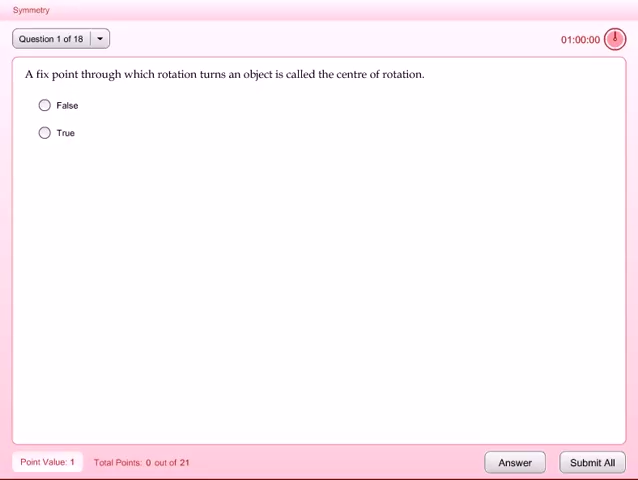 Symmetry
Question 1 of 18
01:00:00
A fix point through which rotation turns an object is called the centre of rotation.
False
True
Point Value: 1
Total Points: 0 out of 21
Answer
Submit All